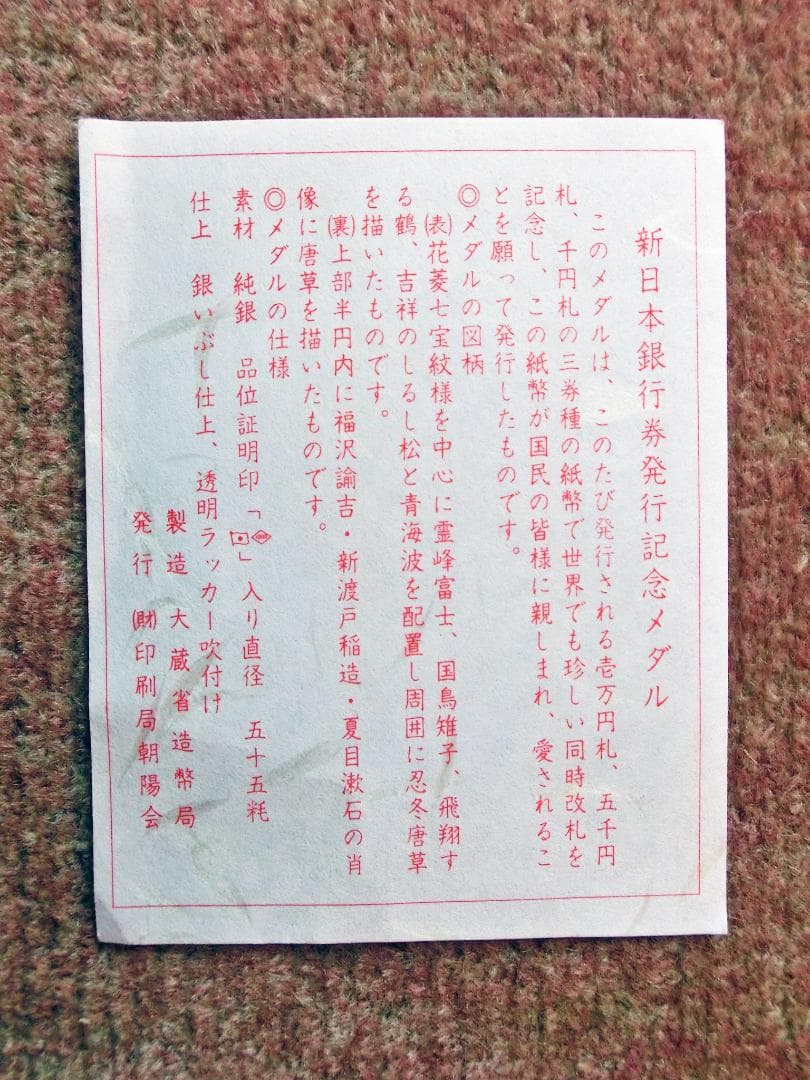 新日本銀行券発行記念メダル
このメダルは、このたび発行される壱万円札、五千円
札、千円札の三券種の紙幣で世界でも珍しい同時改札を
記念し、この紙幣が国民の皆様に親しまれ、愛されるこ
とを願って発行したものです。
◎メダルの図柄
㈹花菱七宝紋様を中心に霊峰富士、国鳥雉子、飛翔す
る鶴、吉祥のしるし松と青海波を配置し周囲に忍冬唐草
を描いたものです。
(裏)上部半円内に福沢諭吉・新渡戸稲造・夏目漱石の肖
像に唐草を描いたものです。
◎メダルの仕様
素材 純銀 品位証明印「」入り直径 五十五粍
仕上 銀いぶし仕上、透明ラッカー吹付け
製造 大蔵省造幣局
発行 ㈶印刷局朝陽会